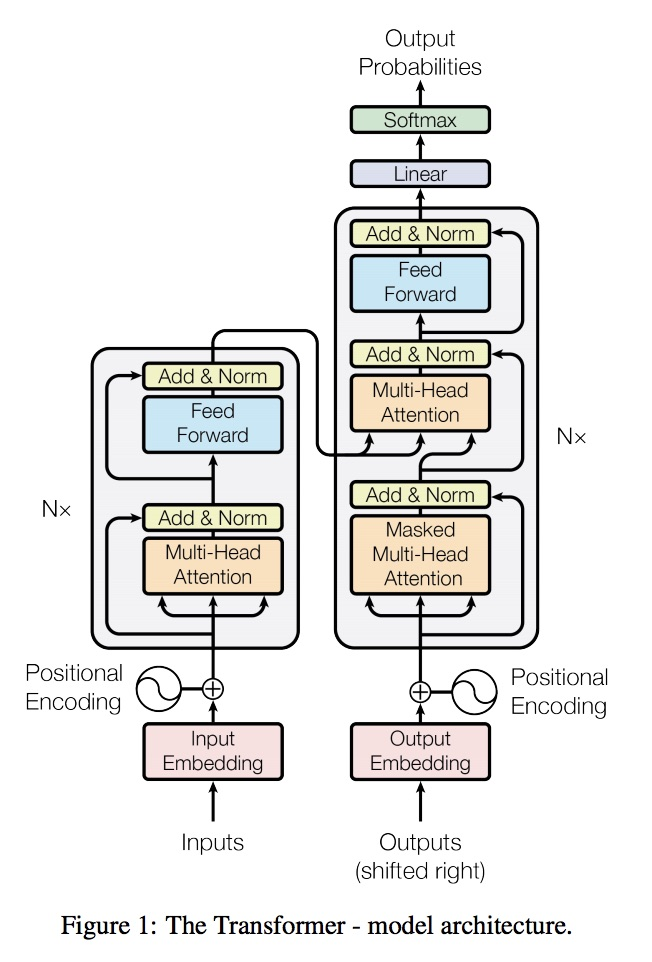 Output
Probabilities
Softmax
Linear
Add & Norm
Feed
Forward
Add & Norm
Multi-Head
Attention
Add & Norm
Masked
Multi-Head
Attention
Nx
Positional
Encoding
Output
Embedding
Outputs
(shifted right)
Add & Norm
Feed
Forward
Add & Norm
Multi-Head
Attention
Nx
Positional
Encoding
Input
Embedding
Inputs
Figure 1: The Transformer - model architecture.